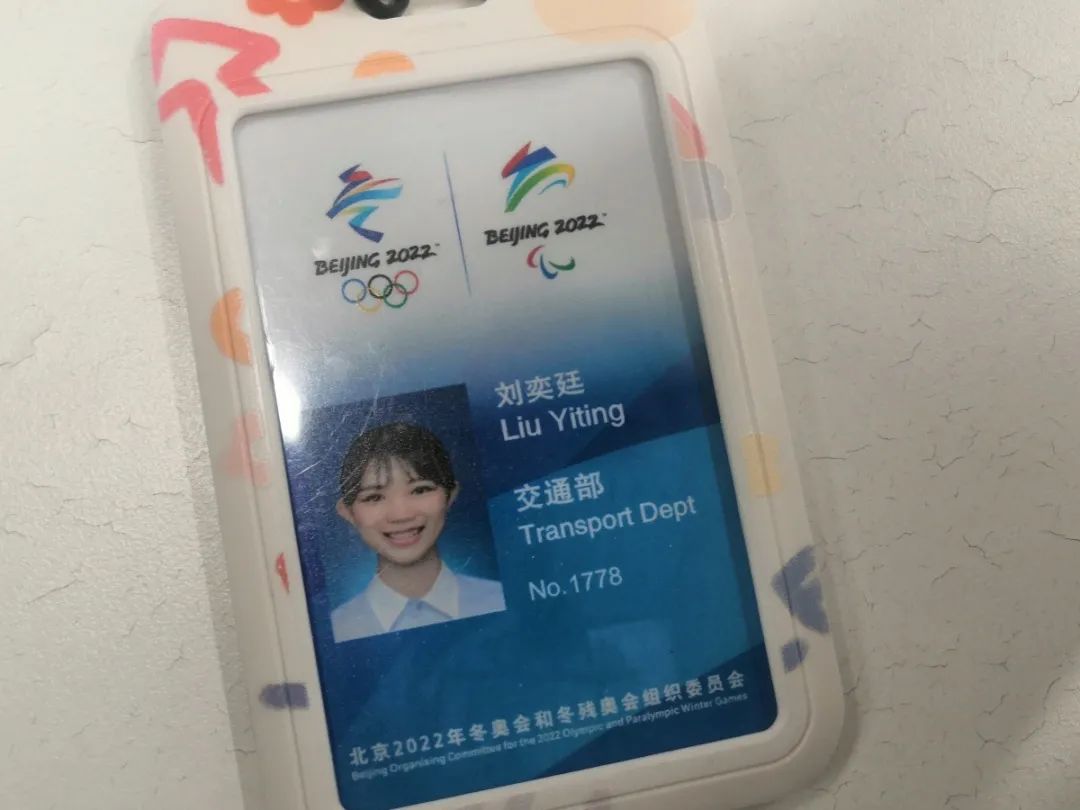 BEIJING 2022™
BEIJING 2022™
刘奕廷
Liu Yiting
交通部
Transport Dept
No.1778
北京2022年冬奥会和冬残奥会组织委员会
Beijing Organising Committee for the 2022 Olympic and Paralympic Winter Games